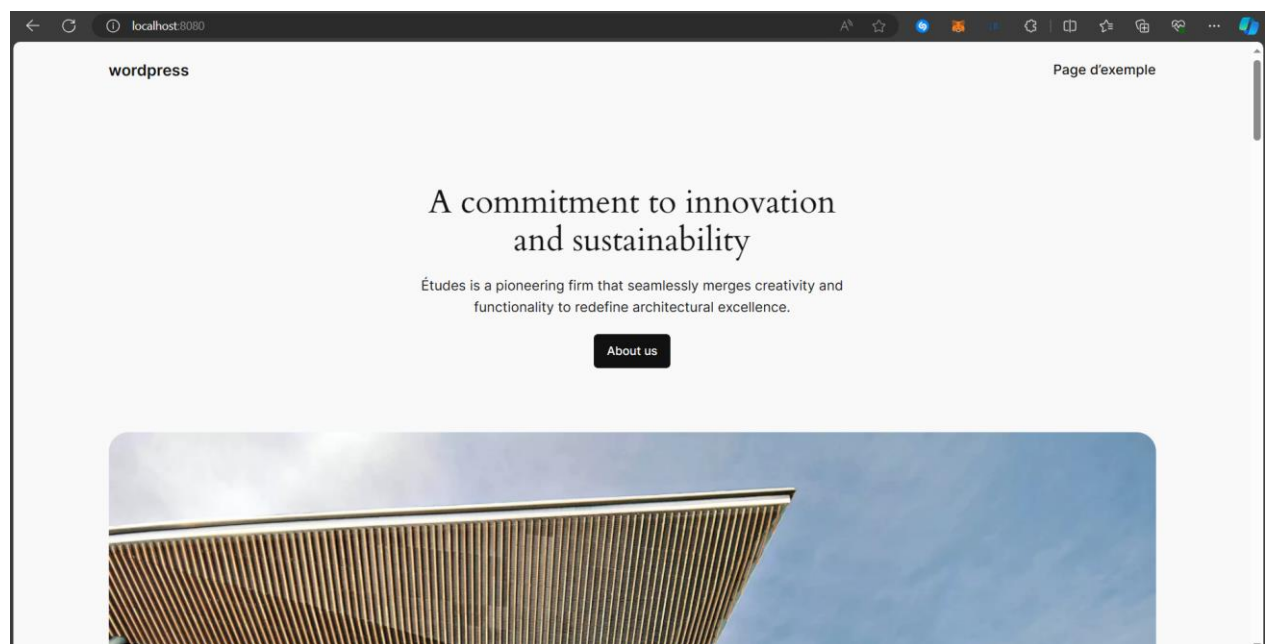 localhost:8080
wordpress
Page d’exemple
A commitment to innovation
and sustainability
Études is a pioneering firm that seamlessly merges creativity and
functionality to redefine architectural excellence.
About us